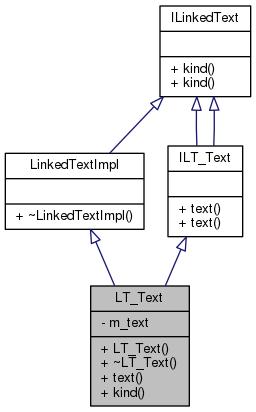 ILinkedText
+ kind()
+ kind()
LinkedTextImpl
+ ~LinkedTextImpl()
ILT_Text
+ text()
+ text()
LT_Text
- m_text
+ LT_Text()
+ ~LT_Text()
+ text()
+ kind()